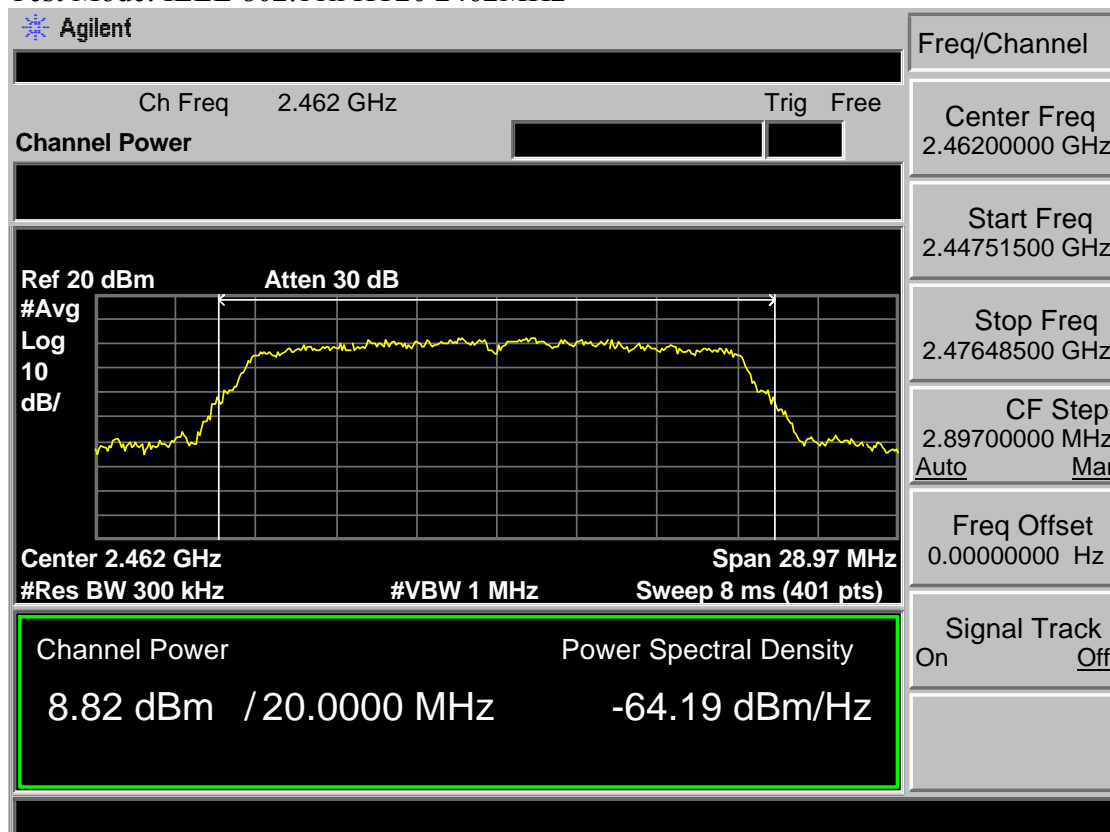 Agilent
Freq/Channel
Ch Freq 2.462 GHz Trig Free
Channel Power
Center Freq
2.46200000 GHz
Start Freq
2.44751500 GHz
Stop Freq
2.47648500 GHz
CF Step
2.89700000 MHz
Auto
Freq Offset
0.00000000 Hz
Signal Track
On Off
Ref 20 dBm Atten 30 dB
#Avg
Log
10
dB/
Center 2.462 GHz Span 28.97 MHz
#Res BW 300 kHz #VBW 1 MHz Sweep 8 ms (401 pts)
Channel Power Power Spectral Density
8.82 dBm / 20.0000 MHz -64.19 dBm/Hz